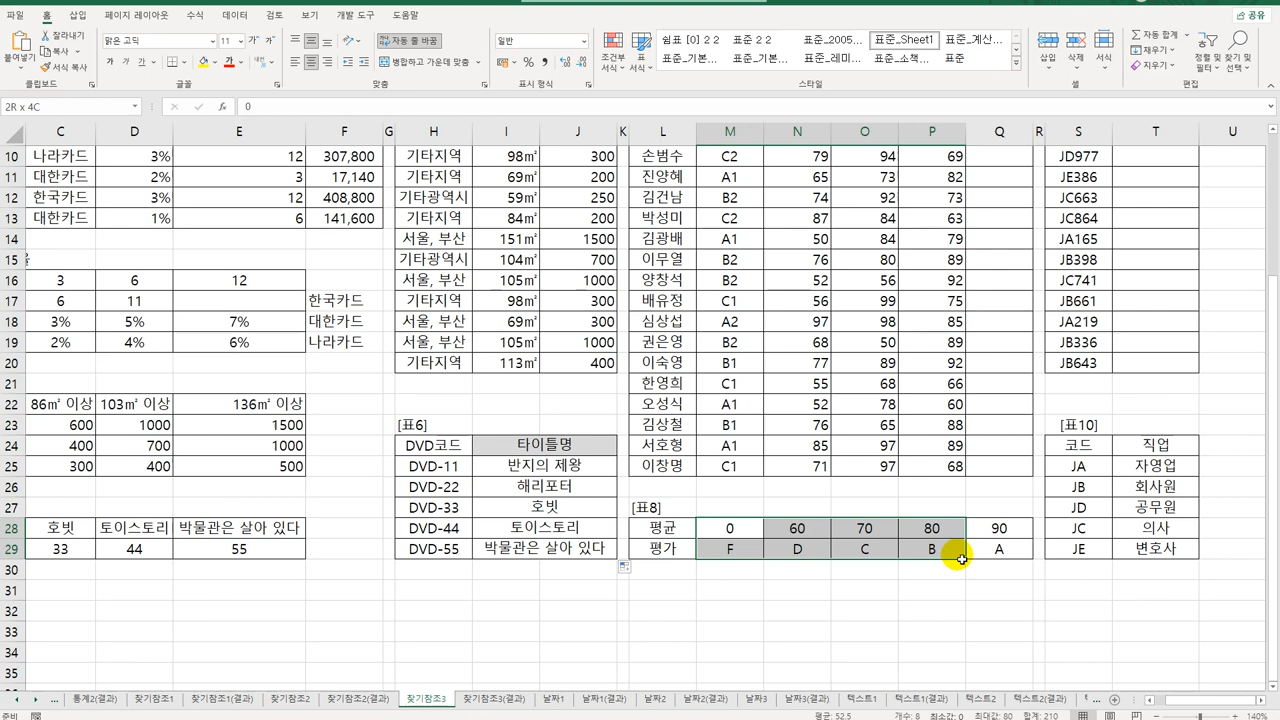 파일 홈 삽입 페이지 레이아웃 수식 데이터 검토 보기 개발 도구 도움말 공유
붙여넣기 잘라내기 복사 서식 복사 맑은 고딕 11 가 가 자동 줄 바꿈 일반 조건부 서식 표 서식 쉼표 [0] 2 2 표준 2 2 표준_2005... 표준_Sheet1 표준_계산... 삽입 삭제 서식 자동 합계 정렬 및 필터 찾기 및 선택
가 가 가 가 병합하고 가운데 맞춤 % 표준_기본... 표준_기본... 표준_레미... 표준_소책... 표준 채우기 지우기
클립보드 글꼴 맞춤 표시 형식 스타일 셀 편집
2R x 4C fx 0
C D E F G H I J K L M N O P Q R S T U
10 나라카드 3% 12 307,800 기타지역 98㎡ 300 손범수 C2 79 94 69 JD977
11 대한카드 2% 3 17,140 기타지역 69㎡ 200 진양혜 A1 65 73 82 JE386
12 한국카드 3% 12 408,800 기타광역시 59㎡ 250 김건남 B2 74 92 73 JC663
13 대한카드 1% 6 141,600 기타지역 84㎡ 200 박성미 C2 87 84 63 JC864
14 서울, 부산 151㎡ 1500 김광배 A1 50 84 79 JA165
15 율 기타광역시 104㎡ 700 이무열 B2 76 80 89 JB398
16 3 6 12 서울, 부산 105㎡ 1000 양창석 B2 52 56 92 JC741
17 6 11 한국카드 기타지역 98㎡ 300 배유정 C1 56 99 75 JB661
18 3% 5% 7% 대한카드 서울, 부산 69㎡ 300 심상섭 A2 97 98 85 JA219
19 2% 4% 6% 나라카드 서울, 부산 105㎡ 1000 권은영 B2 68 50 89 JB336
20 기타지역 113㎡ 400 이숙영 B1 77 89 92 JB643
21 한영희 C1 55 68 66
22 86㎡ 이상 103㎡ 이상 136㎡ 이상 오성식 A1 52 78 60
23 600 1000 1500 [표6] 김상철 B1 76 65 88 [표10]
24 400 700 1000 DVD코드 타이틀명 서호형 A1 85 97 89 코드 직업
25 300 400 500 DVD-11 반지의 제왕 이창명 C1 71 97 68 JA 자영업
26 DVD-22 해리포터 JB 회사원
27 DVD-33 호빗 [표8] JD 공무원
28 호빗 토이스토리 박물관은 살아 있다 DVD-44 토이스토리 평균 0 60 70 80 90 JC 의사
29 33 44 55 DVD-55 박물관은 살아 있다 평가 F D C B A JE 변호사
30
31
32
33
34
35
... 통계2(결과) 찾기참조1 찾기참조1(결과) 찾기참조2 찾기참조2(결과) 찾기참조3 찾기참조3(결과) 날짜1 날짜1(결과) 날짜2 날짜2(결과) 날짜3 날짜3(결과) 텍스트1 텍스트1(결과) 텍스트2 텍스트2(결과) ...
준비 평균: 52.5 개수: 8 최소값: 0 최대값: 80 합계: 210 140%